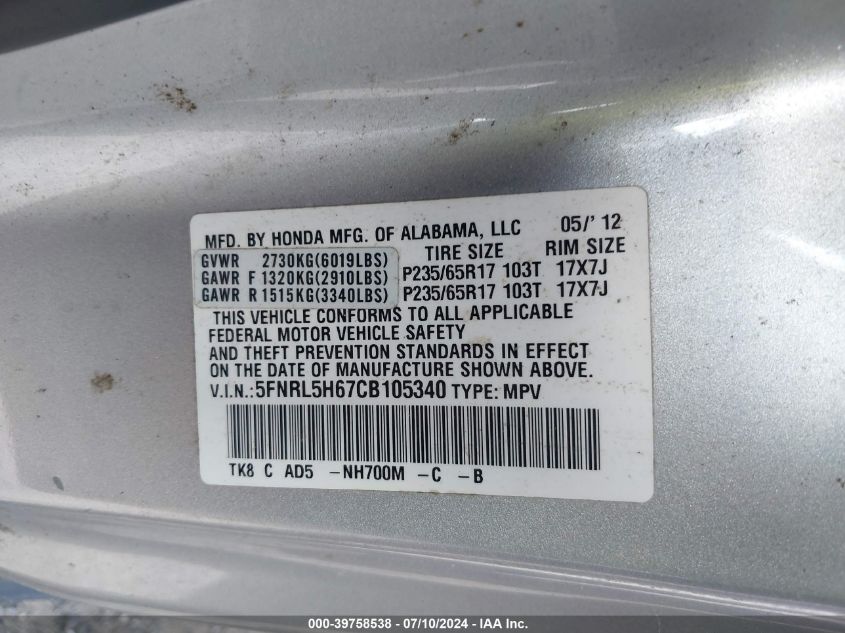 MFD. BY HONDA MFG. OF ALABAMA, LLC 05/' 12
GVWR 2730KG(6019LBS) TIRE SIZE RIM SIZE
GAWR F 1320KG(2910LBS) P235/65R17 103T 17X7J
GAWR R 1515KG(3340LBS) P235/65R17 103T 17X7J
THIS VEHICLE CONFORMS TO ALL APPLICABLE
FEDERAL MOTOR VEHICLE SAFETY
AND THEFT PREVENTION STANDARDS IN EFFECT
ON THE DATE OF MANUFACTURE SHOWN ABOVE.
V.I.N.:5FNRL5H67CB105340 TYPE: MPV
TK8 C AD5 -NH700M -C -B
000-39758538 - 07/10/2024 - IAA Inc.